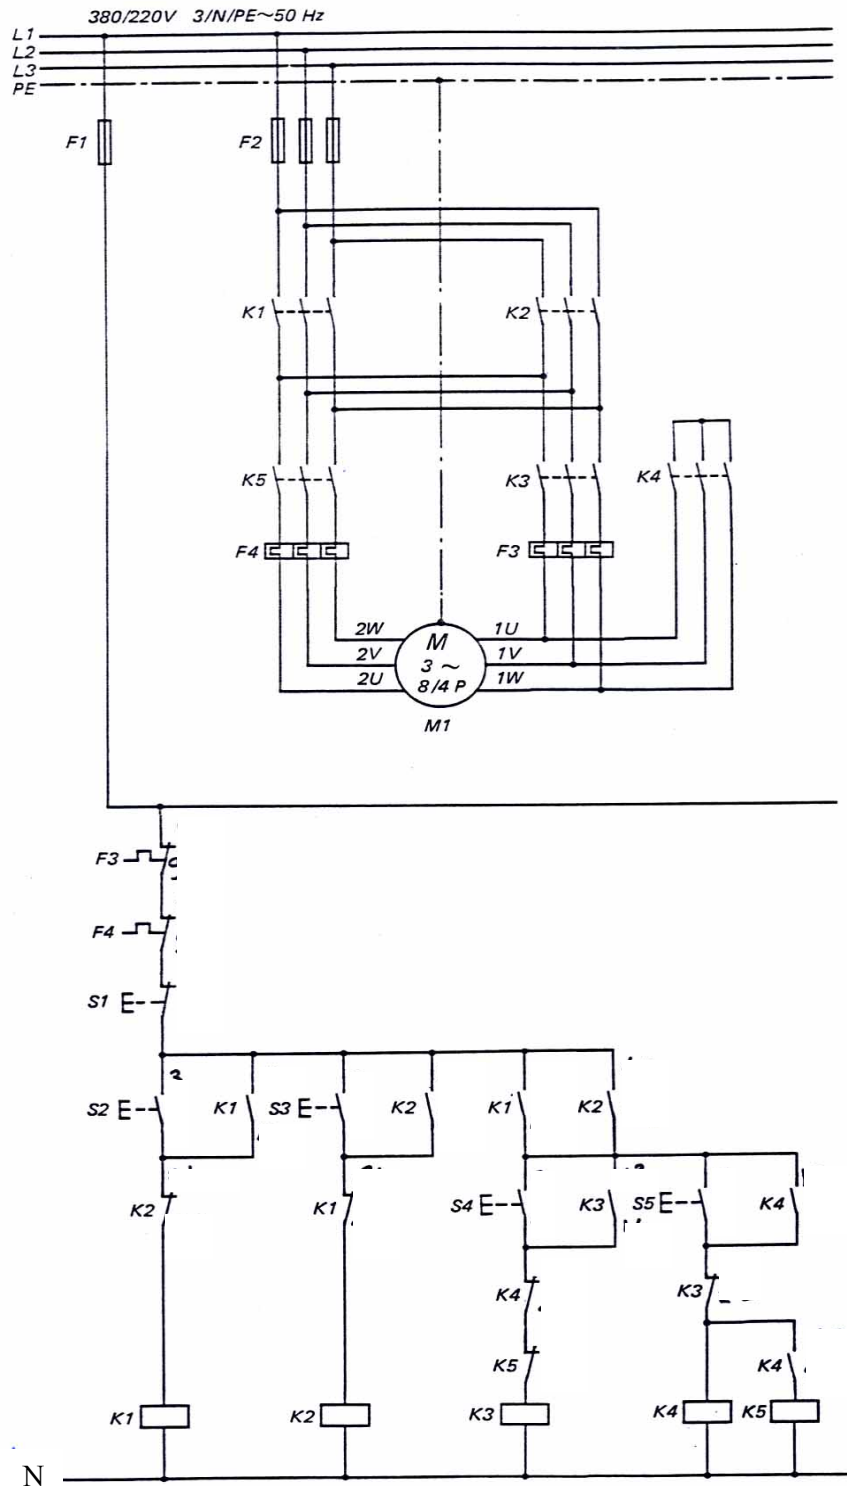 380/220V 3/N/PE~50 Hz
L1
L2
L3
PE
F1
F2
K1
K2
K5
K3
K4
F4
F3
2W
1U
2V
1V
2U
1W
M
3 ~
8/4 P
M1
F3
F4
S1
S2
K1
S3
K2
K1
K2
K2
K1
S4
K3
S5
K4
K4
K3
K5
K4
K1
K2
K3
K4
K5
N